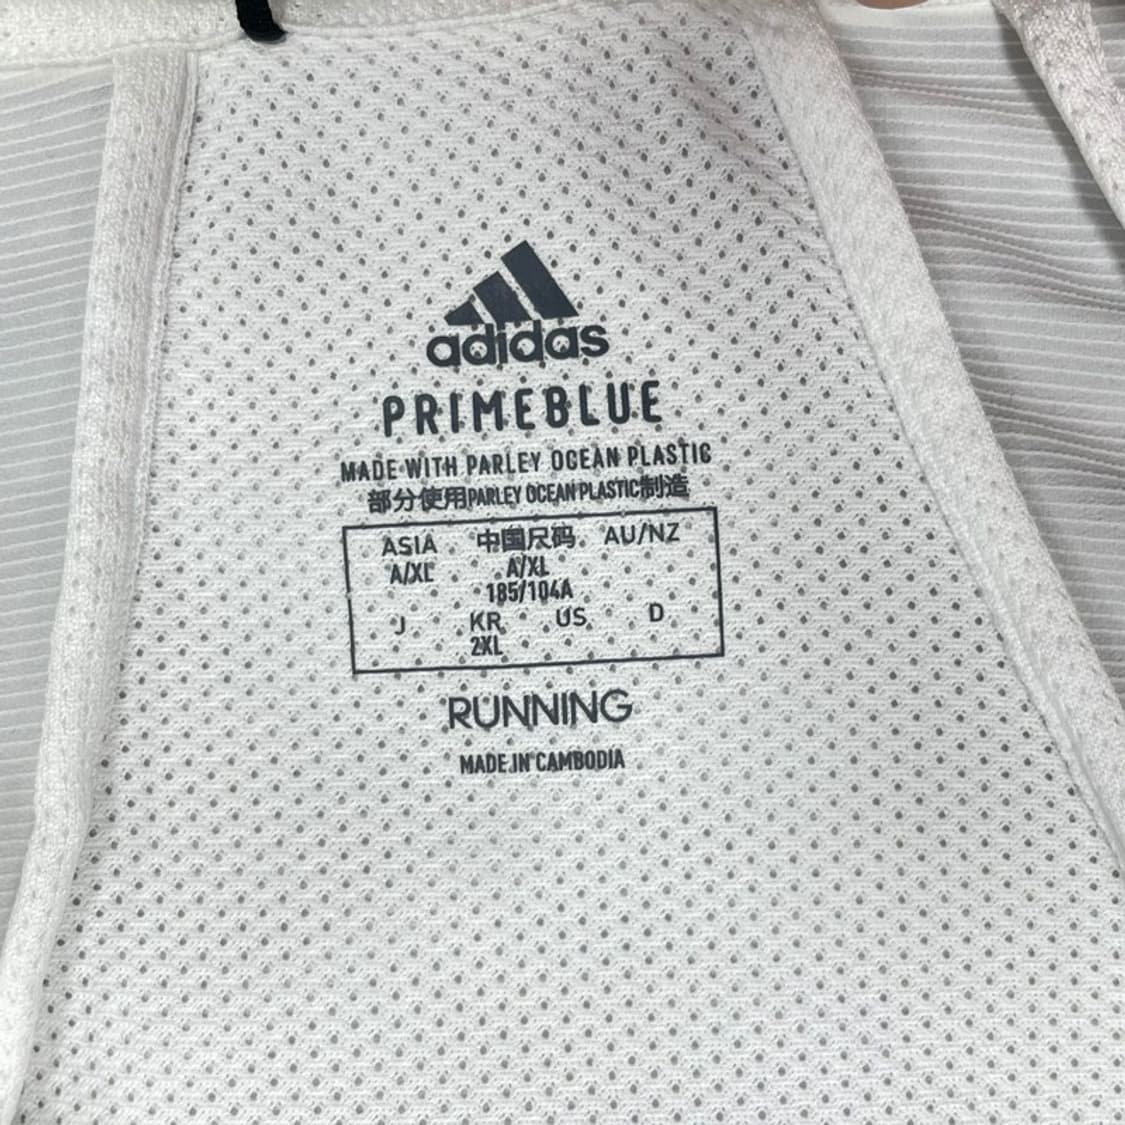 adidas
PRIMEBLUE
MADE WITH PARLEY OCEAN PLASTIC
部分使用PARLEY OCEAN PLASTIC制造
ASIA 中国尺码 AU/NZ
A/XL A/XL
185/104A
J KR US D
2XL
RUNNING
MADE IN CAMBODIA